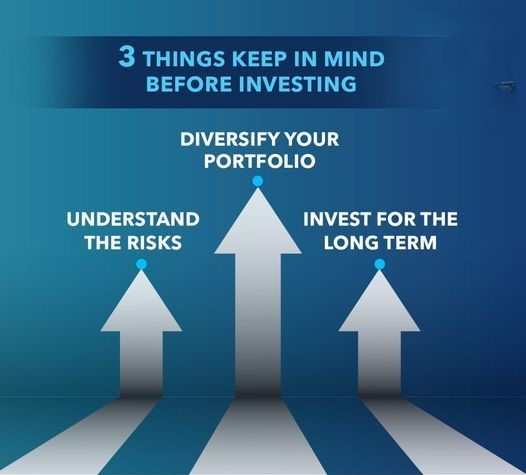 3 THINGS KEEP IN MIND
BEFORE INVESTING
DIVERSIFY YOUR
PORTFOLIO
UNDERSTAND
THE RISKS
INVEST FOR THE
LONG TERM